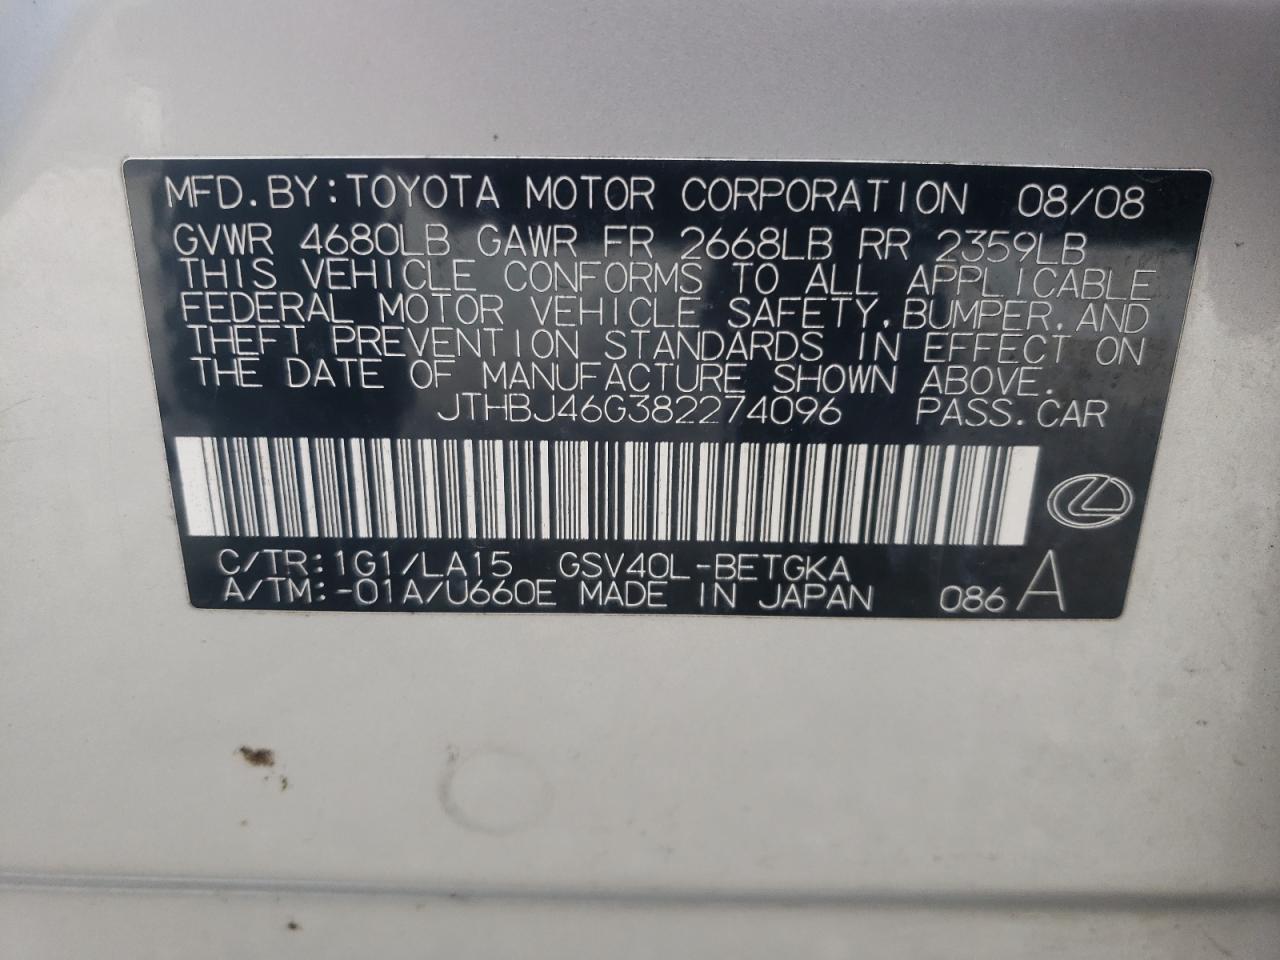 MFD.BY:TOYOTA MOTOR CORPORATION 08/08
GVWR 4680LB GAWR FR 2668LB RR 2359LB
THIS VEHICLE CONFORMS TO ALL APPLICABLE
FEDERAL MOTOR VEHICLE SAFETY,BUMPER,AND
THEFT PREVENTION STANDARDS IN EFFECT ON
THE DATE OF MANUFACTURE SHOWN ABOVE.
JTHBJ46G382274096 PASS.CAR
C/TR:1G1/LA15 GSV40L-BETGKA
A/TM:-01A/U660E MADE IN JAPAN 086 A